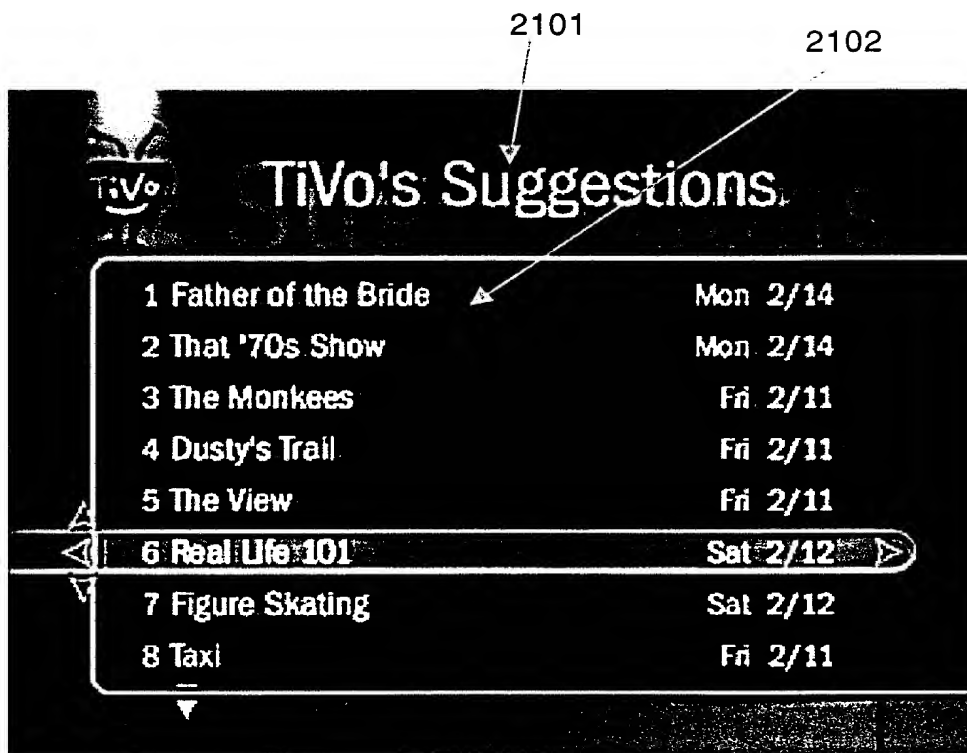 2101
2102
TiVo
TiVo's Suggestions
1 Father of the Bride Mon 2/14
2 That '70s Show Mon 2/14
3 The Monkees Fri 2/11
4 Dusty's Trail Fri 2/11
5 The View Fri 2/11
6 Real Life 101 Sat 2/12
7 Figure Skating Sat 2/12
8 Taxi Fri 2/11